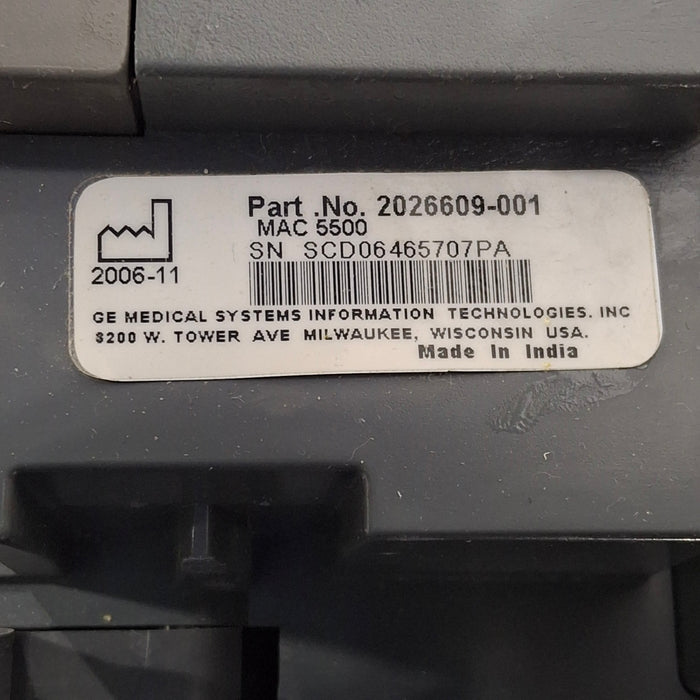 Part .No. 2026609-001
MAC 5500
SN SCD06465707PA
2006-11
GE MEDICAL SYSTEMS INFORMATION TECHNOLOGIES. INC
8200 W. TOWER AVE MILWAUKEE, WISCONSIN USA.
Made In India